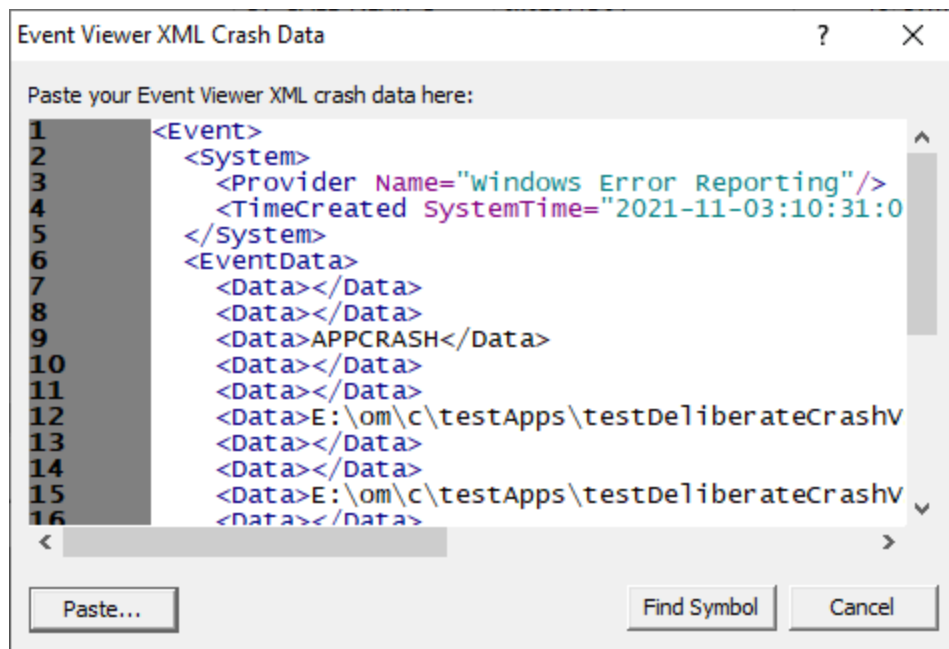 Event Viewer XML Crash Data ? ×
Paste your Event Viewer XML crash data here:
1 <Event>
2 <System>
3 <Provider Name="Windows Error Reporting"/>
4 <TimeCreated SystemTime="2021-11-03:10:31:0
5 </System>
6 <EventData>
7 <Data></Data>
8 <Data></Data>
9 <Data>APPCRASH</Data>
10 <Data></Data>
11 <Data></Data>
12 <Data>E:\om\c\testApps\testDeliberateCrashV
13 <Data></Data>
14 <Data></Data>
15 <Data>E:\om\c\testApps\testDeliberateCrashV
16 <Data></Data>
Paste... Find Symbol Cancel